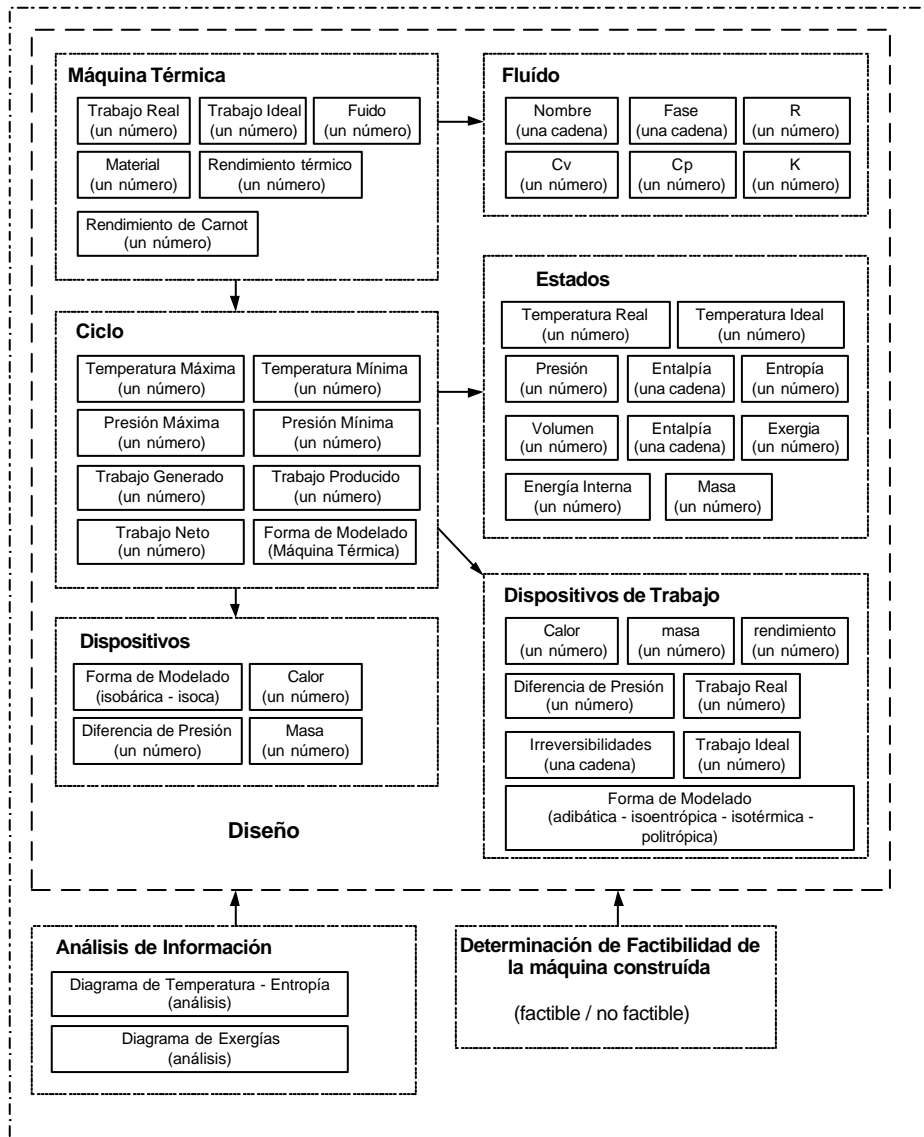 Máquina Térmica
Trabajo Real
(un número)
Trabajo Ideal
(un número)
Fuido
(un número)
Material
(un número)
Rendimiento térmico
(un número)
Rendimiento de Carnot
(un número)
Fluído
Nombre
(una cadena)
Fase
(una cadena)
R
(un número)
Cv
(un número)
Cp
(un número)
K
(un número)
Ciclo
Temperatura Máxima
(un número)
Temperatura Mínima
(un número)
Presión Máxima
(un número)
Presión Mínima
(un número)
Trabajo Generado
(un número)
Trabajo Producido
(un número)
Trabajo Neto
(un número)
Forma de Modelado
(Máquina Térmica)
Estados
Temperatura Real
(un número)
Temperatura Ideal
(un número)
Presión
(un número)
Entalpía
(una cadena)
Entropía
(un número)
Volumen
(un número)
Entalpía
(una cadena)
Exergia
(un número)
Energía Interna
(un número)
Masa
(un número)
Dispositivos
Forma de Modelado
(isobárica - isoca)
Calor
(un número)
Diferencia de Presión
(un número)
Masa
(un número)
Dispositivos de Trabajo
Calor
(un número)
masa
(un número)
rendimiento
(un número)
Diferencia de Presión
(un número)
Trabajo Real
(un número)
Irreversibilidades
(una cadena)
Trabajo Ideal
(un número)
Forma de Modelado
(adibática - isoentrópica - isotérmica -
politrópica)
Diseño
Análisis de Información
Diagrama de Temperatura - Entropía
(análisis)
Diagrama de Exergías
(análisis)
Determinación de Factibilidad de
la máquina construída
(factible / no factible)